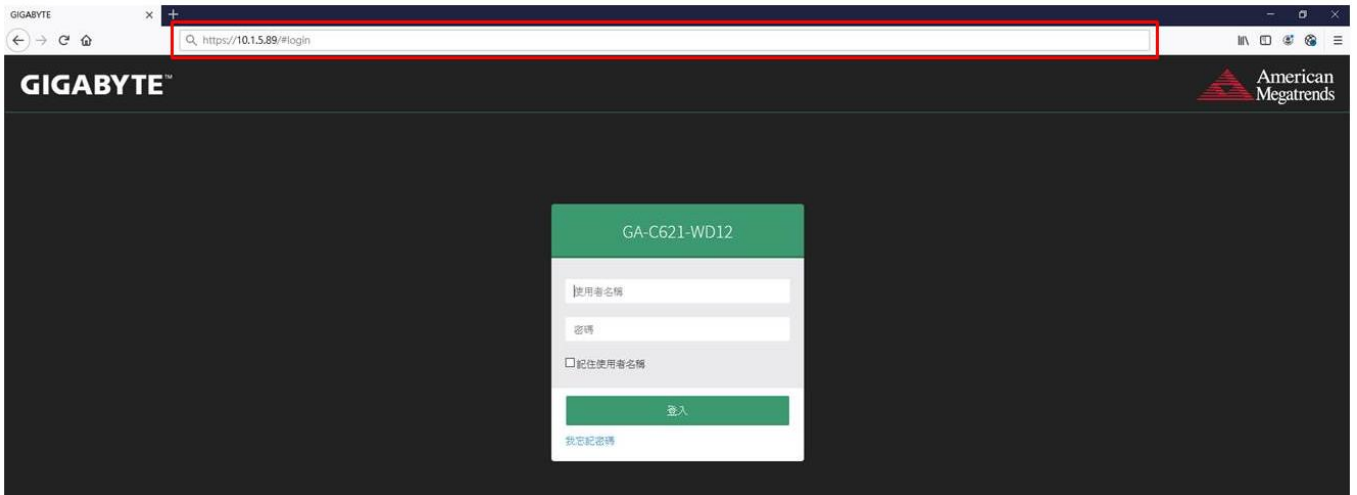 GIGABYTE
https://10.1.5.89/#login
GIGABYTE™
American
Megatrends
GA-C621-WD12
使用者名稱
密碼
記住使用者名稱
登入
我忘記密碼